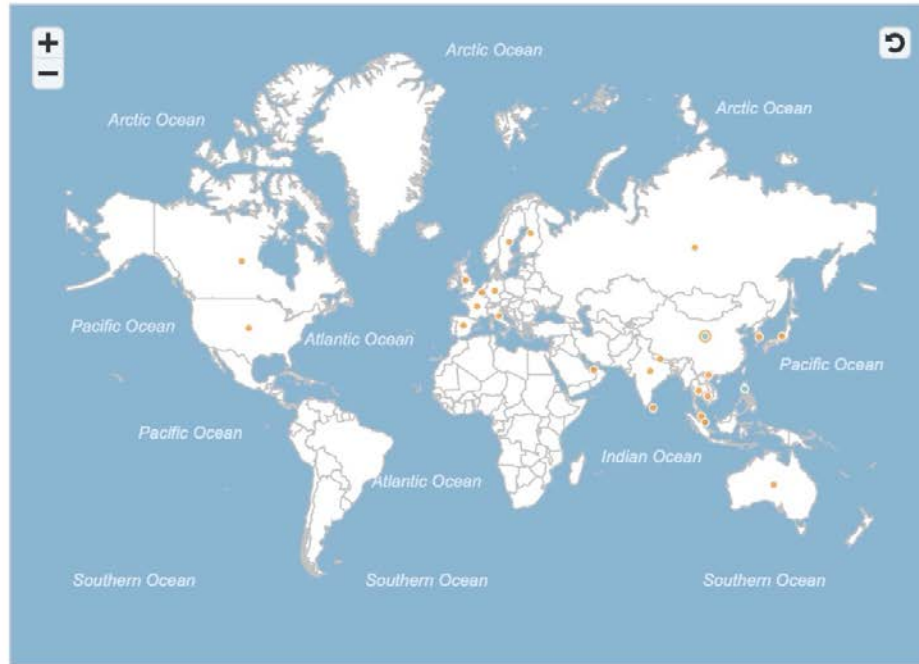 +
−
Arctic Ocean
Arctic Ocean
Arctic Ocean
Pacific Ocean
Atlantic Ocean
Pacific Ocean
Pacific Ocean
Indian Ocean
Atlantic Ocean
Southern Ocean
Southern Ocean
Southern Ocean